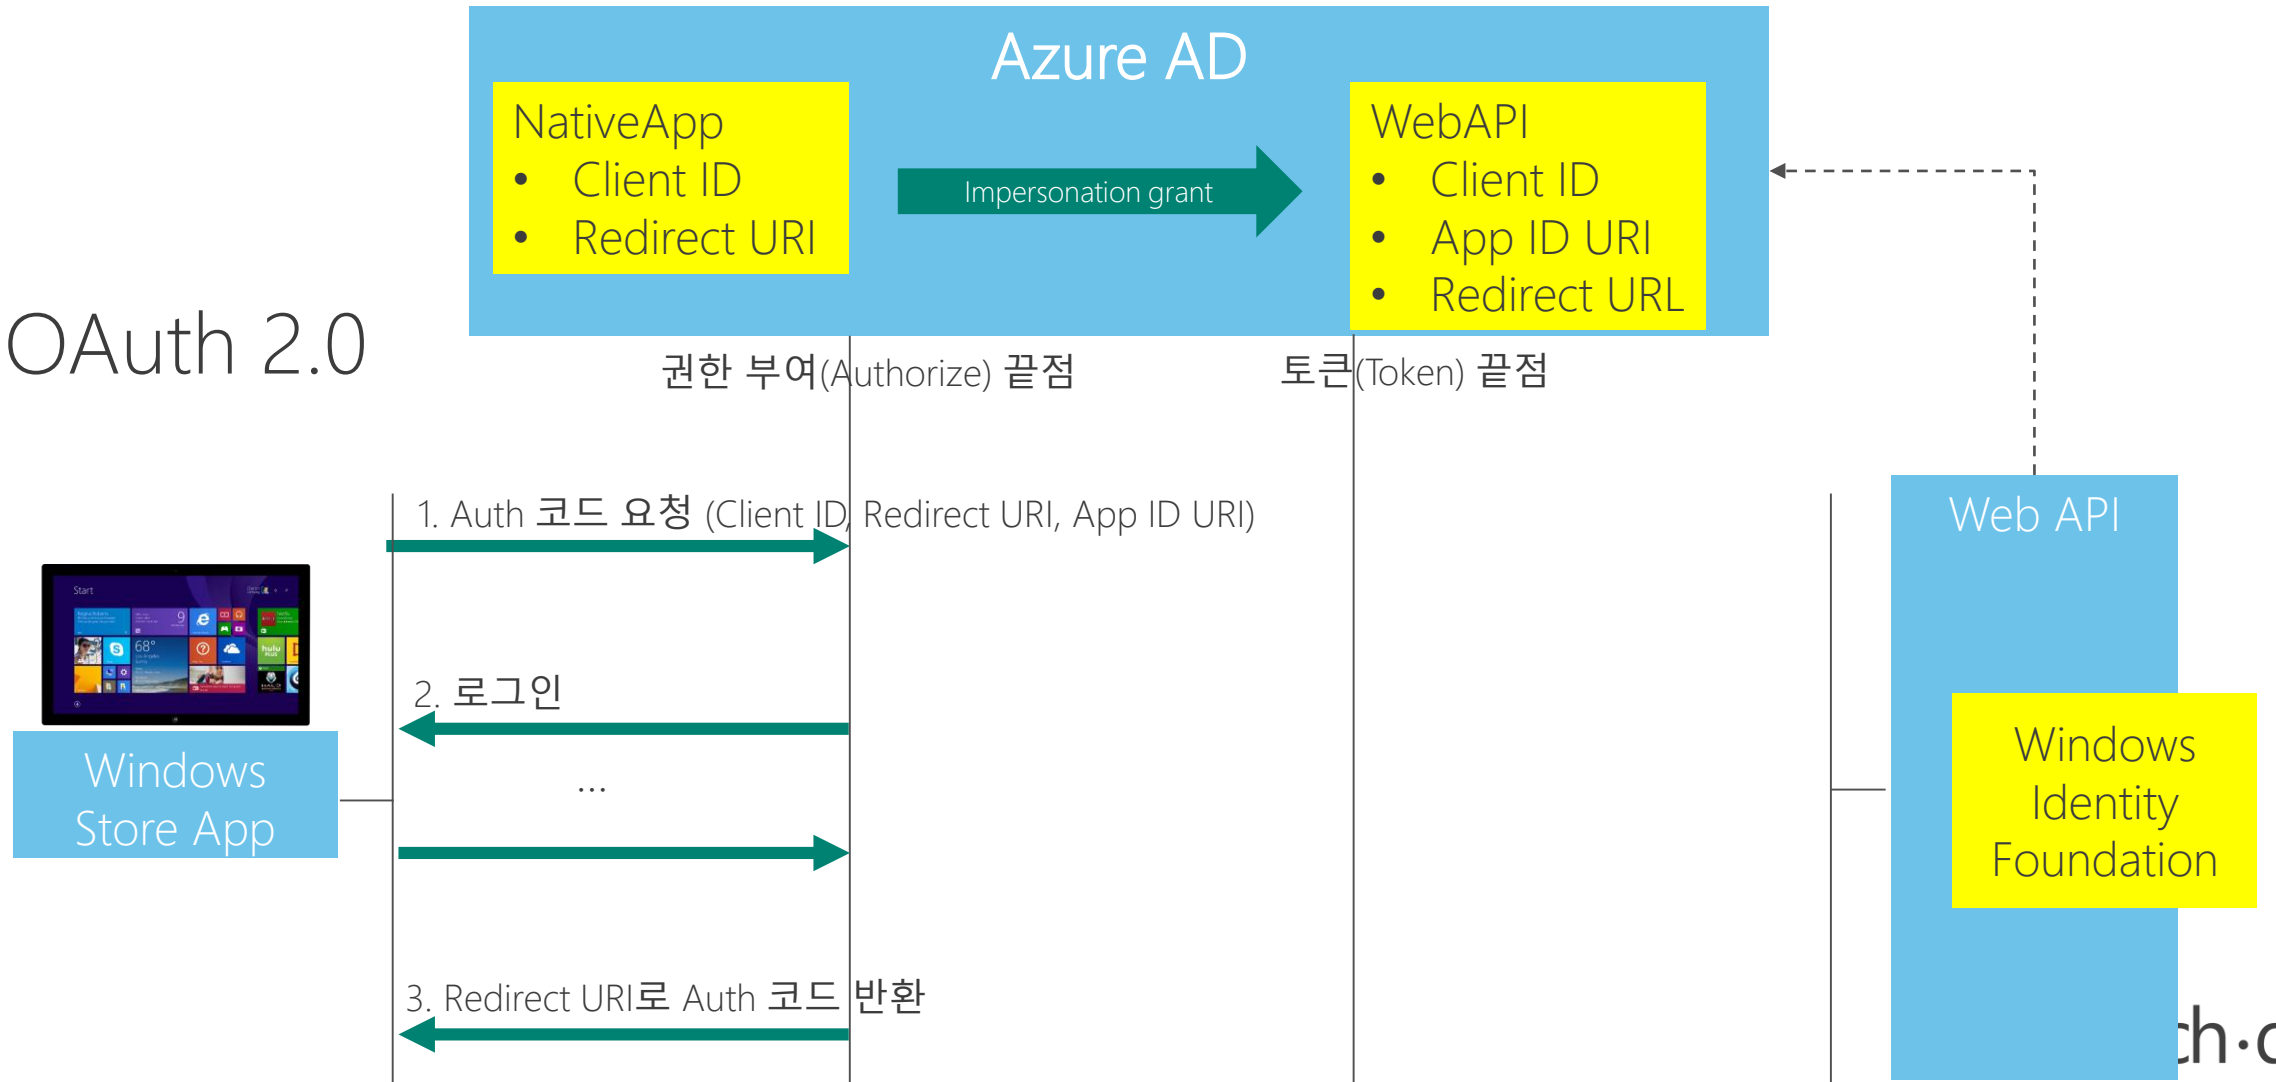 Azure AD
NativeApp
• Client ID
• Redirect URI
Impersonation grant
WebAPI
• Client ID
• App ID URI
• Redirect URL
OAuth 2.0
권한 부여(Authorize) 끝점
토큰(Token) 끝점
1. Auth 코드 요청 (Client ID, Redirect URI, App ID URI)
Web API
Start
68°
hulu
PLUS
2. 로그인
Windows
Store App
...
Windows
Identity
Foundation
3. Redirect URI로 Auth 코드 반환